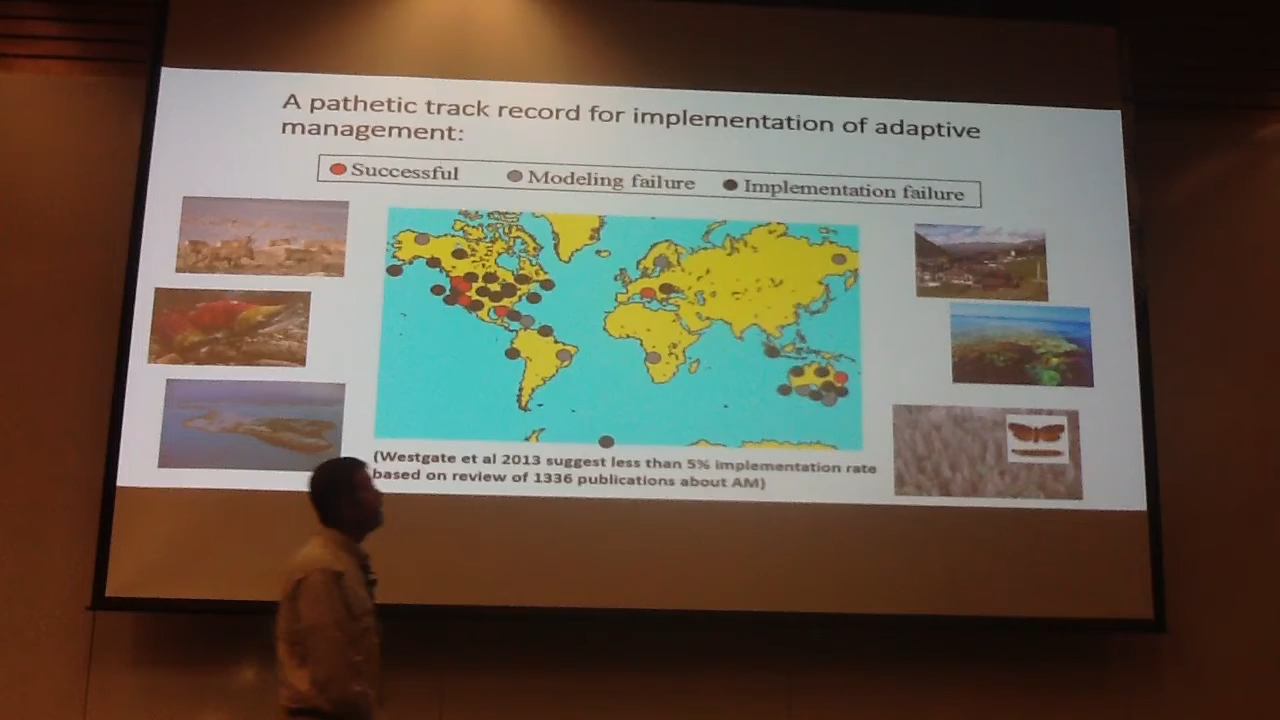 A pathetic track record for implementation of adaptive
management:
Successful Modeling failure Implementation failure
(Westgate et al 2013 suggest less than 5% implementation rate
based on review of 1336 publications about AM)